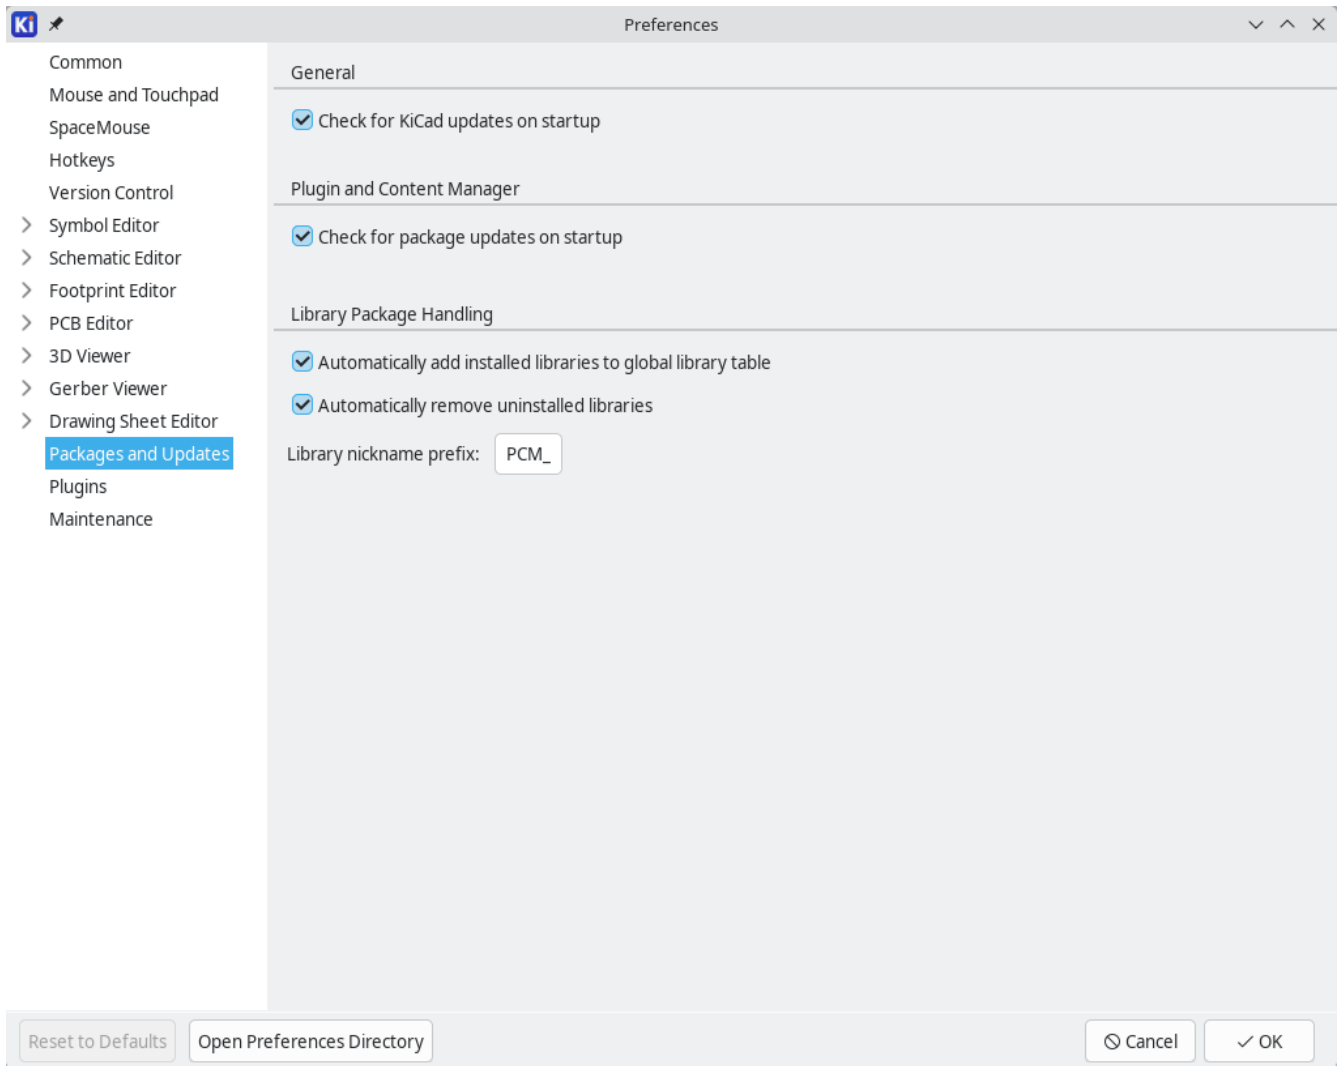 Ki
Preferences
Common
Mouse and Touchpad
SpaceMouse
Hotkeys
Version Control
Symbol Editor
Schematic Editor
Footprint Editor
PCB Editor
3D Viewer
Gerber Viewer
Drawing Sheet Editor
Packages and Updates
Plugins
Maintenance
General
Check for KiCad updates on startup
Plugin and Content Manager
Check for package updates on startup
Library Package Handling
Automatically add installed libraries to global library table
Automatically remove uninstalled libraries
Library nickname prefix: PCM_
Reset to Defaults
Open Preferences Directory
Cancel
OK